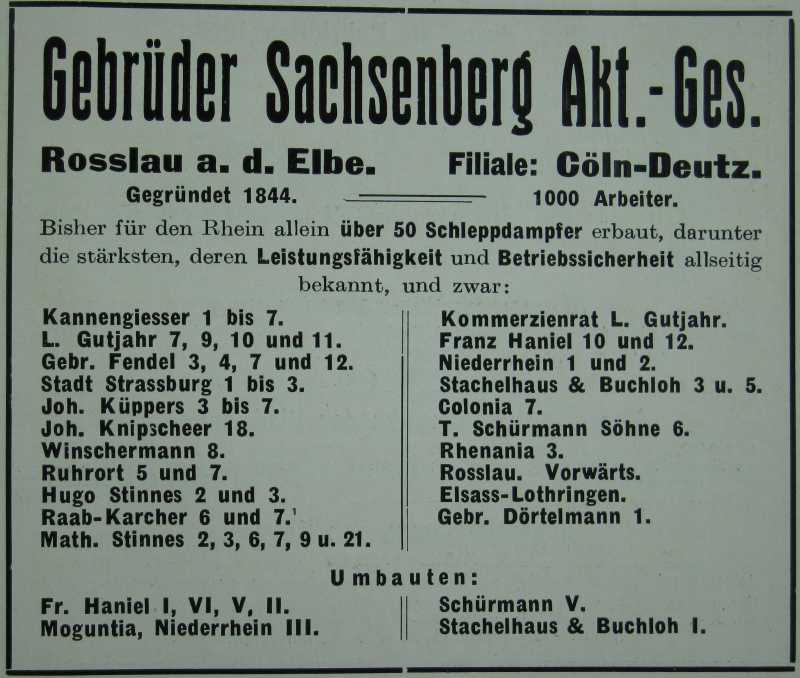 Gebrüder Sachsenberg Akt.-Ges.
Rosslau a. d. Elbe. Filiale: Cöln-Deutz.
Gegründet 1844. 1000 Arbeiter.
Bisher für den Rhein allein über 50 Schleppdampfer erbaut, darunter
die stärksten, deren Leistungsfähigkeit und Betriebssicherheit allseitig
bekannt, und zwar:
Kannengiesser 1 bis 7.
L. Gutjahr 7, 9, 10 und 11.
Gebr. Fendel 3, 4, 7 und 12.
Stadt Strassburg 1 bis 3.
Joh. Küppers 3 bis 7.
Joh. Knipscheer 18.
Winschermann 8.
Ruhrort 5 und 7.
Hugo Stinnes 2 und 3.
Raab-Karcher 6 und 7.
Math. Stinnes 2, 3, 6, 7, 9 u. 21.
Kommerzienrat L. Gutjahr.
Franz Haniel 10 und 12.
Niederrhein 1 und 2.
Stachelhaus & Buchloh 3 u. 5.
Colonia 7.
T. Schürmann Söhne 6.
Rhenania 3.
Rosslau. Vorwärts.
Elsass-Lothringen.
Gebr. Dörtelmann 1.
Umbauten:
Fr. Haniel I, VI, V, II.
Moguntia, Niederrhein III.
Schürmann V.
Stachelhaus & Buchloh I.